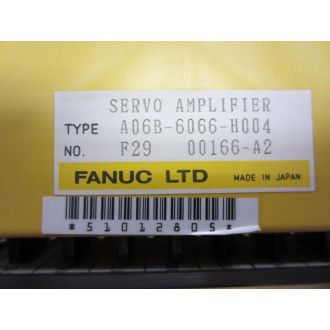 SERVO AMPLIFIER
TYPE A06B-6066-H004
NO. F29 00166-A2
FANUC LTD MADE IN JAPAN
*51012805*